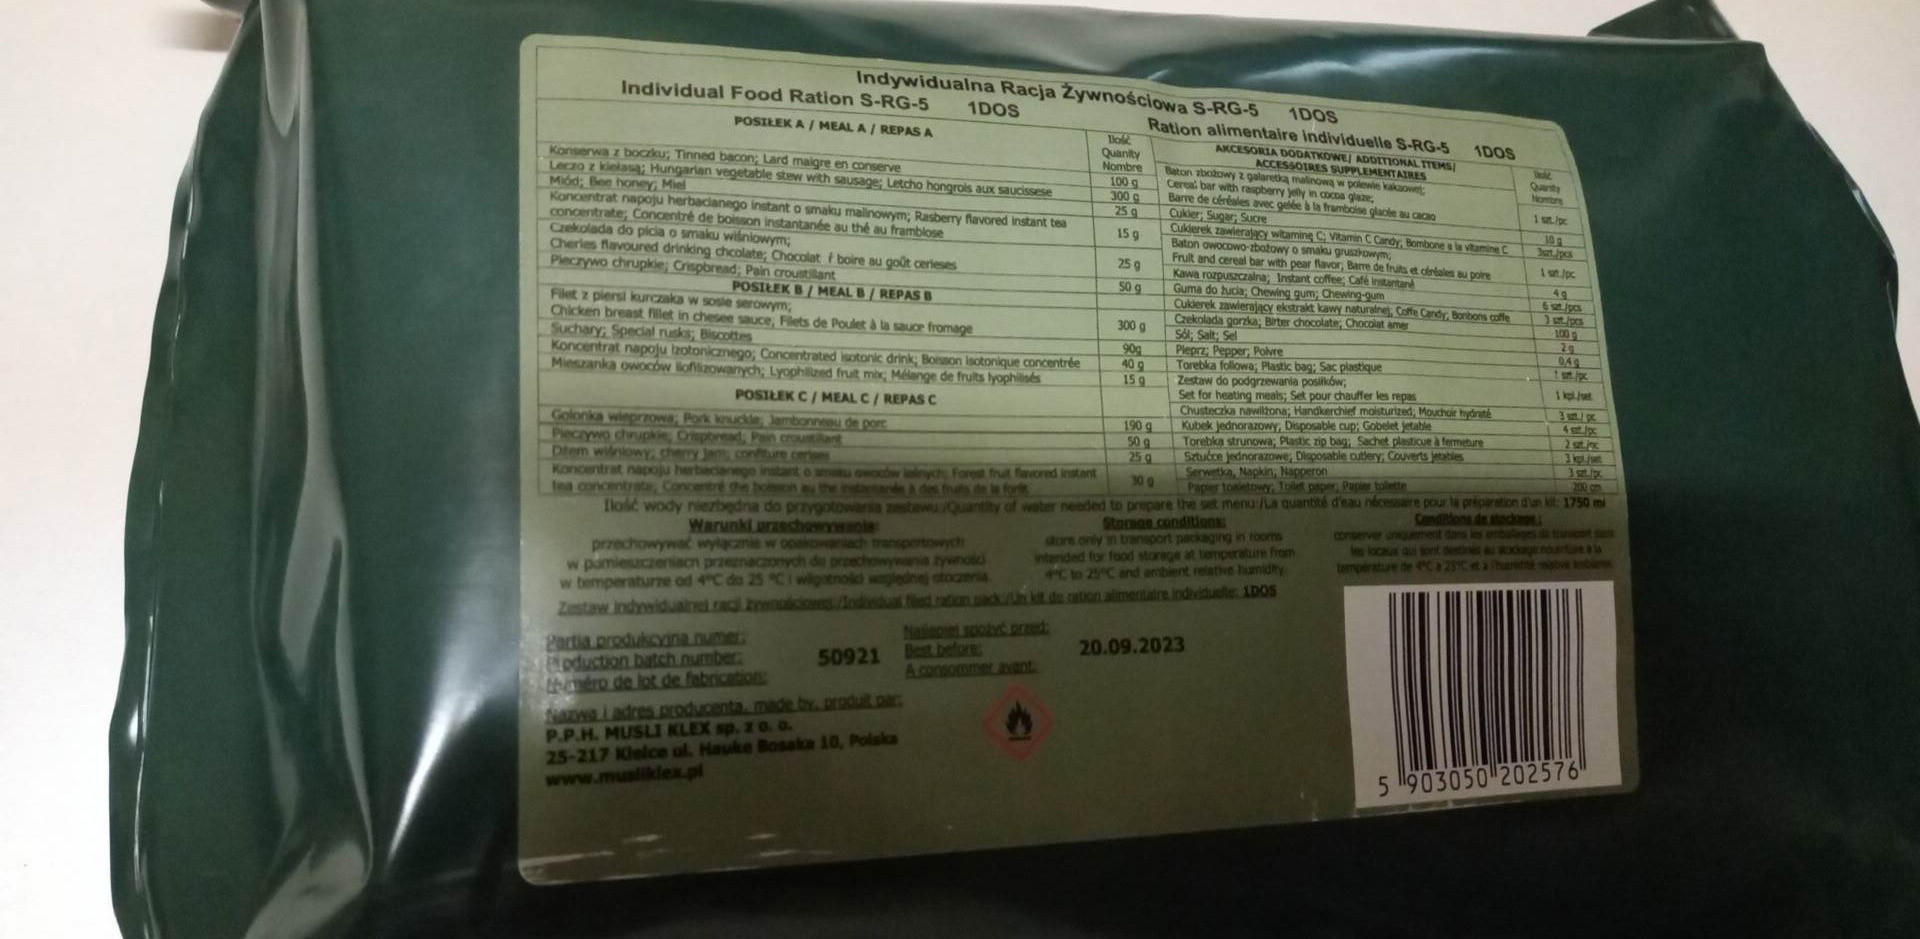 Indywidualna Racja Żywnościowa S-RG-5 1DOS
Individual Food Ration S-RG-5 1DOS
Ration alimentaire individuelle S-RG-5 1DOS
POSIŁEK A / MEAL A / REPAS A
Ilość
Quanity
Nombre
Konserwa z boczku; Tinned bacon; Lard maigre en conserve 100 g
Leczo z kiełasą; Hungarian vegetable stew with sausage; Letcho hongrois aux saucissese 300 g
Miód; Bee honey; Miel 25 g
Koncentrat napoju herbacianego instant o smaku malinowym; Rasberry flavored instant tea
concentrate; Concentré de boisson instantanée au thé au framboise 15 g
Czekolada do picia o smaku wiśniowym;
Cheries flavoured drinking chcolate; Chocolat f boire au goût cerieses 25 g
Pieczywo chrupkie; Crispbread; Pain croustillant 50 g
POSIŁEK B / MEAL B / REPAS B
Filet z piersi kurczaka w sosie serowym;
Chicken breast fillet in chesee sauce; Filets de Poulet à la saucr fromage 300 g
Suchary; Special rusks; Biscottes 90g
Koncentrat napoju izotonicznego; Concentrated isotonic drink; Boisson isotonique concentrée 40 g
Mieszanka owoców liofilizowanych; Lyophilized fruit mix; Mélange de fruits lyophilisés 15 g
POSIŁEK C / MEAL C / REPAS C
Golonka wieprzowa; Pork knuckle; Jambonneau de porc 190 g
Pieczywo chrupkie; Crispbread; Pain croustillant 50 g
Dżem wiśniowy; cherry jam; confiture cerises 25 g
Koncentrat napoju herbacianego instant o smaku owoców leśnych; Forest fruit flavored instant
tea concentrate; Concentré the boisson au the instantanée à des fruits de la forêt 30 g
AKCESORIA DODATKOWE/ ADDITIONAL ITEMS/
ACCESSOIRES SUPPLEMENTAIRES
Ilość
Quanity
Nombre
Baton zbożowy z galaretką malinową w polewie kakaowej;
Cereal bar with raspberry jelly in cocoa glaze;
Barre de céréales avec gelée à la framboise glacée au cacao 1 szt./pc
Cukier; Sugar; Sucre 10 g
Cukierek zawierający witaminę C; Vitamin C Candy; Bombone a la vitamine C 3szt./pcs
Baton owocowo-zbożowy o smaku gruszkowym;
Fruit and cereal bar with pear flavor; Barre de fruits et céréales au poire 1 szt./pc
Kawa rozpuszczalna; Instant coffee; Café instantané 4 g
Guma do żucia; Chewing gum; Chewing-gum 6 szt./pcs
Cukierek zawierający ekstrakt kawy naturalnej; Coffe Candy; Bonbons coffe 3 szt./pcs
Czekolada gorzka; Birter chocolate; Chocolat amer 100 g
Sól; Salt; Sel 2 g
Pieprz; Pepper; Poivre 0,4 g
Torebka foliowa; Plastic bag; Sac plastique 1 szt./pc
Zestaw do podgrzewania posiłków;
Set for heating meals; Set pour chauffer les repas 1 kpl./set
Chusteczka nawilżona; Handkerchief moisturized; Mouchoir hydraté 3 szt./ pc
Kubek jednorazowy; Disposable cup; Gobelet jetable 4 szt./pc
Torebka strunowa; Plastic zip bag; Sachet plastique à fermeture 2 szt./pc
Sztućce jednorazowe; Disposable cutlery; Couverts jetables 3 kpl./set
Serwetka, Napkin; Napperon 3 szt./pc
Papier toaletowy; Toilet paper; Papier toilette 200 cm
Ilość wody niezbędna do przygotowania zestawu:/Quantity of water needed to prepare the set menu:/La quantité d'eau nécessaire pour la préparation d'un kit: 1750 ml
Warunki przechowywania:
przechowywać wyłącznie w opakowaniach transportowych
w pomieszczeniach przeznaczonych do przechowywania żywności
w temperaturze od 4°C do 25 °C i wilgotności względnej otoczenia
Storage conditions:
store only in transport packaging in rooms
intended for food storage at temperature from
4°C to 25°C and ambient relative humidity
Conditions de stockage:
conserver uniquement dans les emballages de transport dans
les locaux qui sont destinés au stockage nourriture à la
température de 4°C à 25°C et à l'humidité relative ambiante
Zestaw indywidualnej racji żywnościowej:/Individual filed ration pack:/Un kit de ration alimentaire individuelle: 1DOS
Partia produkcyjna numer:
Production batch number:
Numéro de lot de fabrication:
50921
Najlepiej spożyć przed:
Best before:
A consommer avant:
20.09.2023
Nazwa i adres producenta, made by, produit par:
P.P.H. MUSLI KLEX sp. z o. o.
25-217 Kielce ul. Hauke Bosaka 10, Polska
www.musliklex.pl
5 903050 202576